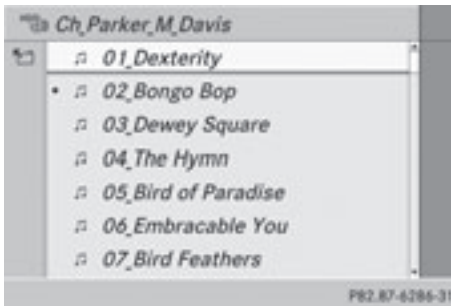 Ch_Parker_M_Davis
01_Dexterity
02_Bongo Bop
03_Dewey Square
04_The Hymn
05_Bird of Paradise
06_Embracable You
07_Bird Feathers
P82.87-6286-31